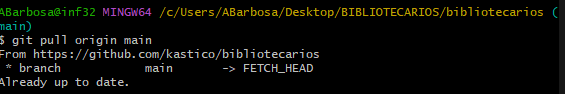 ABarbosa@inf32 MINGW64 /c/Users/ABarbosa/Desktop/BIBLIOTECARIOS/bibliotecarios (
main)
$ git pull origin main
From https://github.com/kastico/bibliotecarios
 * branch            main       -> FETCH_HEAD
Already up to date.